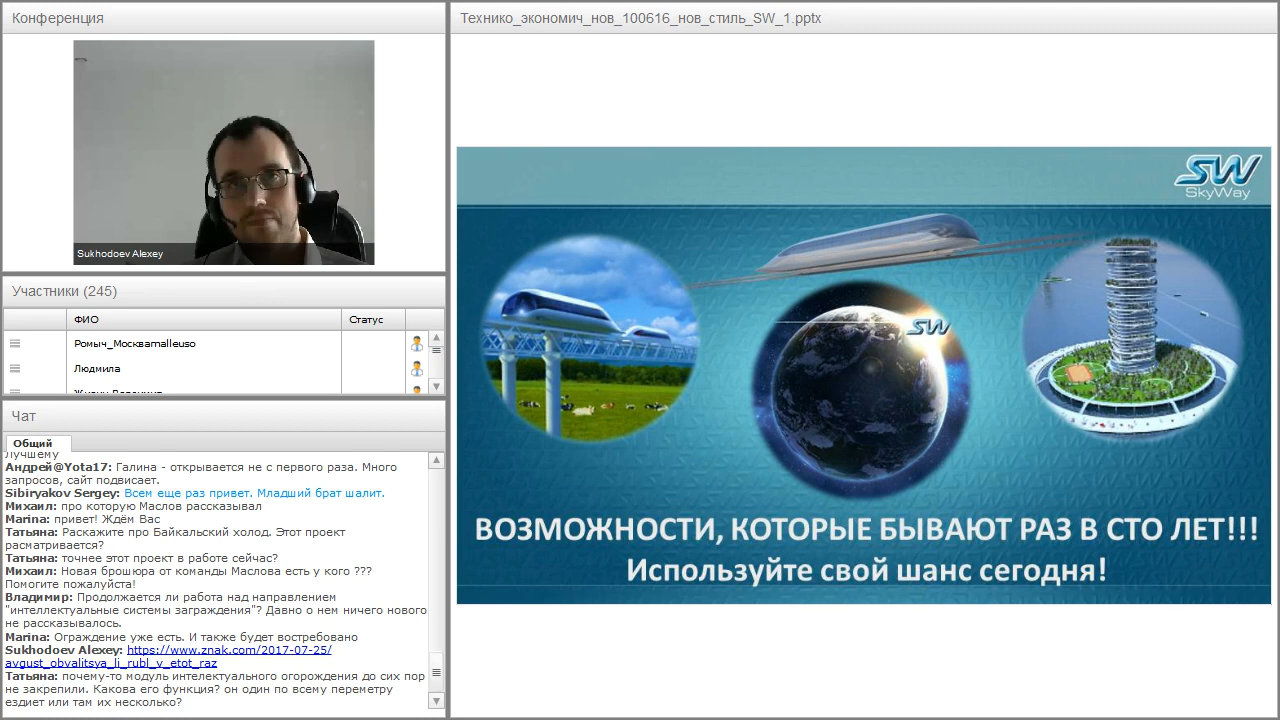 Конференция
Sukhodoev Alexey
Участники (245)
ФИО
Статус
Ромыч_Москваmalleuso
Людмила
Чат
Общий
лучшему
Андрей@Yota17: Галина - открывается не с первого раза. Много
запросов, сайт подвисает.
Sibiryakov Sergey: Всем еще раз привет. Младший брат шалит.
Михаил: про которую Маслов рассказывал
Marina: привет! Ждём Вас
Татьяна: Раскажите про Байкальский холод. Этот проект
расматривается?
Татьяна: точнее этот проект в работе сейчас?
Михаил: Новая брошюра от команды Маслова есть у кого ???
Помогите пожалуйста!
Владимир: Продолжается ли работа над направлением
"интеллектуальные системы заграждения"? Давно о нем ничего нового
не рассказывалось.
Marina: Ограждение уже есть. И также будет востребовано
Sukhodoev Alexey: https://www.znak.com/2017-07-25/
avgust_obvalitsya_li_rubl_v_etot_raz
Татьяна: почему-то модуль интелектуального огорождения до сих пор
не закрепили. Какова его функция? он один по всему переметру
ездиет или там их несколько?
Технико_экономич_нов_100616_нов_стиль_SW_1.pptx
SW
SkyWay
SW
ВОЗМОЖНОСТИ, КОТОРЫЕ БЫВАЮТ РАЗ В СТО ЛЕТ!!!
Используйте свой шанс сегодня!